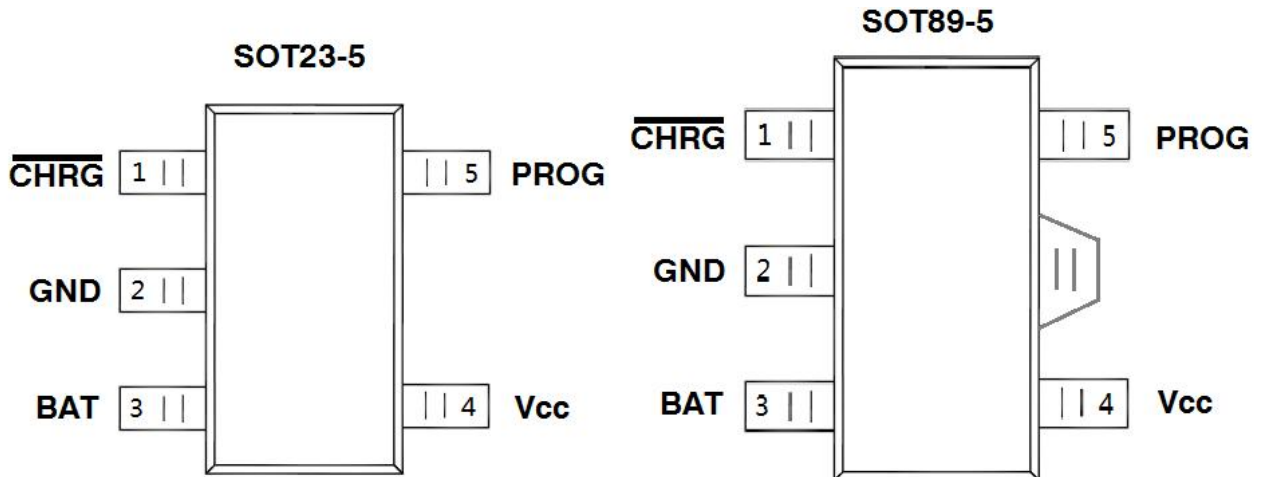 SOT23-5
CHRG 1 5 PROG
GND 2
BAT 3 4 Vcc
SOT89-5
CHRG 1 5 PROG
GND 2
BAT 3 4 Vcc